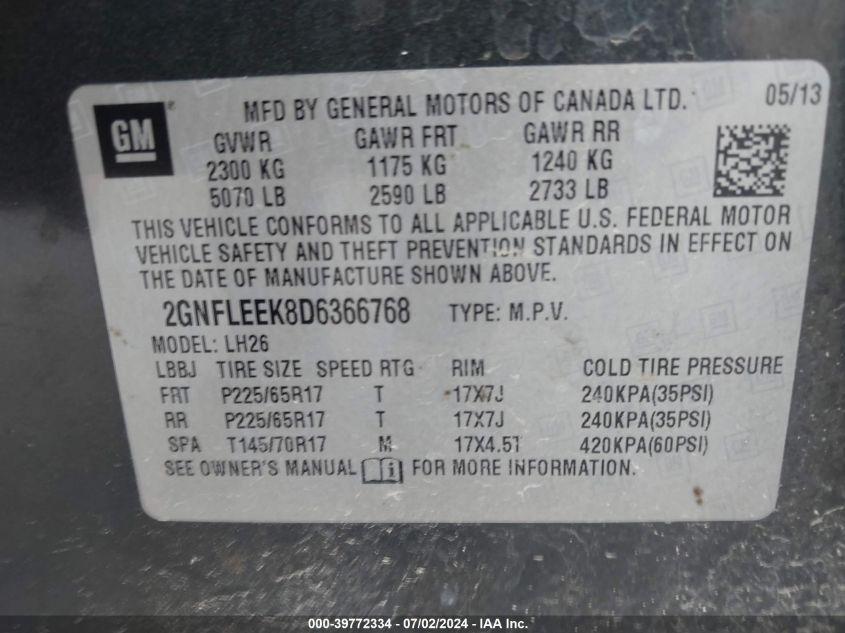 GM ® MFD BY GENERAL MOTORS OF CANADA LTD. 05/13
GVWR GAWR FRT GAWR RR
2300 KG 1175 KG 1240 KG
5070 LB 2590 LB 2733 LB
THIS VEHICLE CONFORMS TO ALL APPLICABLE U.S. FEDERAL MOTOR
VEHICLE SAFETY AND THEFT PREVENTION STANDARDS IN EFFECT ON
THE DATE OF MANUFACTURE SHOWN ABOVE.
2GNFLEEK8D6366768 TYPE: M.P.V.
MODEL: LH26
LBBJ TIRE SIZE SPEED RTG RIM COLD TIRE PRESSURE
FRT P225/65R17 T 17X7J 240KPA(35PSI)
RR P225/65R17 T 17X7J 240KPA(35PSI)
SPA T145/70R17 M 17X4.5T 420KPA(60PSI)
SEE OWNER'S MANUAL FOR MORE INFORMATION.
000-39772334 / 07/02/2024 - IAA Inc.